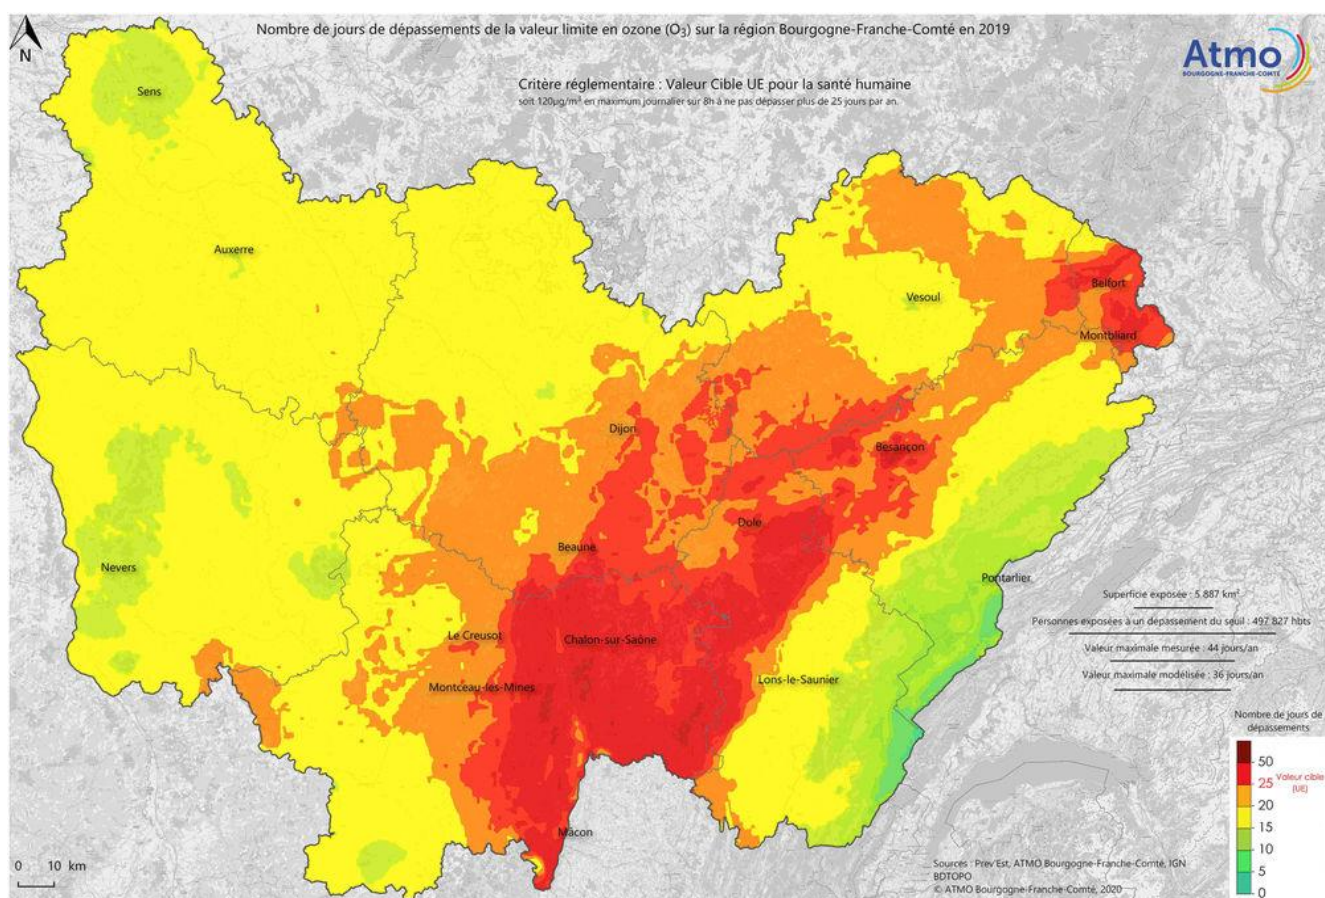 Nombre de jours de dépassements de la valeur limite en ozone (O₃) sur la région Bourgogne-Franche-Comté en 2019
N
Atmo
BOURGOGNE-FRANCHE-COMTÉ
Critère réglementaire : Valeur Cible UE pour la santé humaine
soit 120µg/m³ en maximum journalier sur 8h à ne pas dépasser plus de 25 jours par an.
Sens
Auxerre
Belfort
Vesoul
Montbliard
Dijon
Besançon
Dole
Beaune
Nevers
Pontarlier
Superficie exposée : 5 887 km²
Personnes exposées à un dépassement du seuil : 497 827 hbts
Le Creusot
Chalon-sur-Saône
Valeur maximale mesurée : 44 jours/an
Valeur maximale modélisée : 36 jours/an
Montceau-les-Mines
Lons-le-Saunier
Nombre de jours de
dépassements
50
25 Valeur cible
(UE)
20
15
10
5
0
Mâcon
0 10 km
Sources : Prev'Est, ATMO Bourgogne-Franche-Comté, IGN
BDTOPO
© ATMO Bourgogne-Franche-Comté, 2020